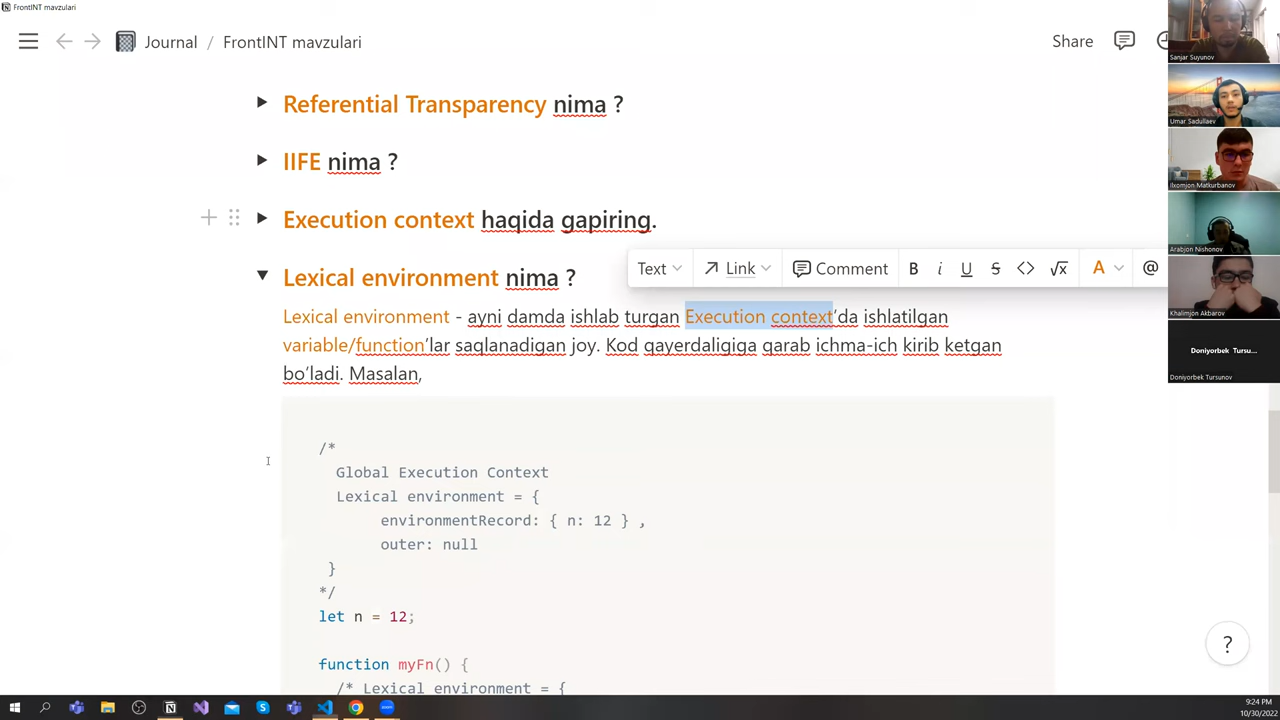 FrontINT mavzulari
Journal / FrontINT mavzulari
Share
Referential Transparency nima ?
IIFE nima ?
Execution context haqida gapiring.
Lexical environment nima ?
Text Link Comment B i U S <> √x A @
Lexical environment - ayni damda ishlab turgan Execution context’da ishlatilgan
variable/function’lar saqlanadigan joy. Kod qayerdaligiga qarab ichma-ich kirib ketgan
bo’ladi. Masalan,
/*
Global Execution Context
Lexical environment = {
environmentRecord: { n: 12 } ,
outer: null
}
*/
let n = 12;
function myFn() {
/* Lexical environment = {
?
Sanjar Suyunov
Umar Sadullaev
Ilxomjon Matkurbanov
Arabjon Nishonov
Khalimjon Akbarov
Doniyorbek Tursu...
Doniyorbek Tursunov
9:24 PM
10/30/2022